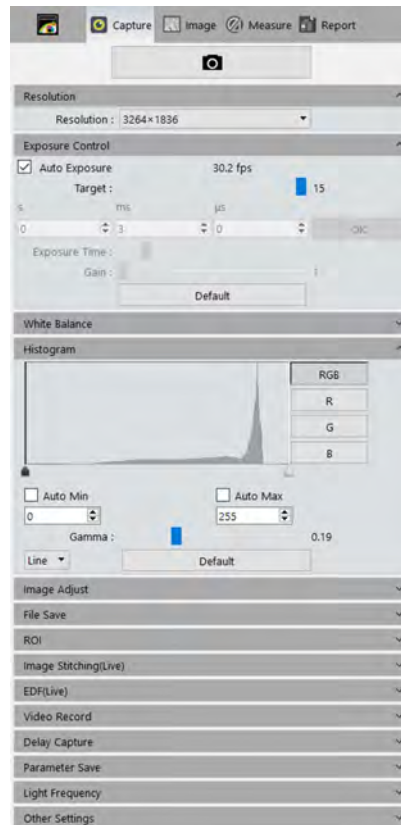 Capture Image Measure Report
Resolution
Resolution : 3264×1836
Exposure Control
Auto Exposure 30.2 fps
Target : 15
s ms μs
0 3 0 OK
Exposure Time :
Gain : 1
Default
White Balance
Histogram
RGB
R
G
B
Auto Min Auto Max
0 255
Gamma : 0.19
Line Default
Image Adjust
File Save
ROI
Image Stitching(Live)
EDF(Live)
Video Record
Delay Capture
Parameter Save
Light Frequency
Other Settings